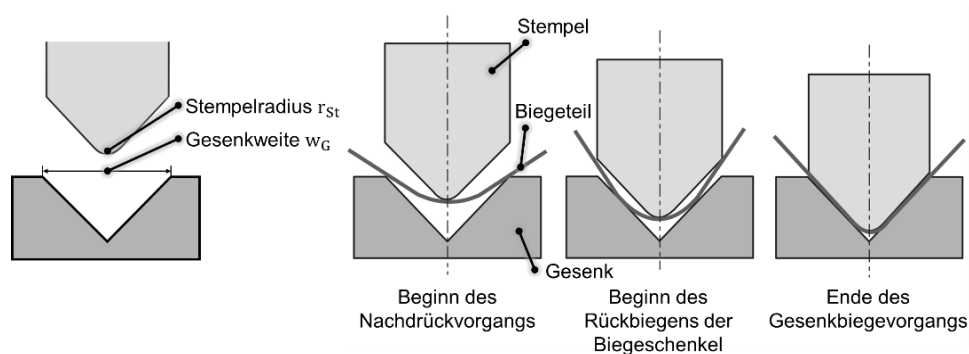 Stempel
Stempelradius r_St
Gesenkweite w_G
Biegeteil
Gesenk
Beginn des
Nachdrückvorgangs
Beginn des
Rückbiegens der
Biegeschenkel
Ende des
Gesenkbiegevorgangs